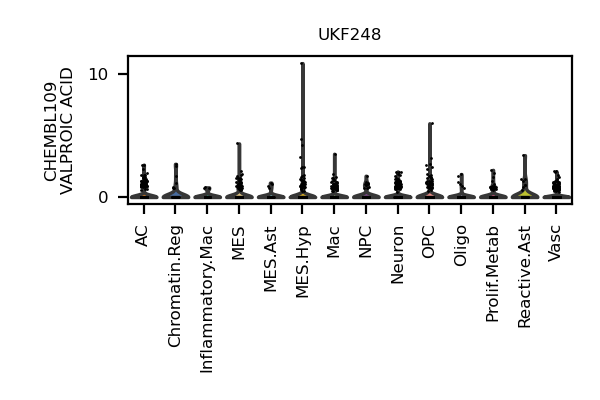 UKF248
CHEMBL109
VALPROIC ACID
10
0
AC
Chromatin.Reg
Inflammatory.Mac
MES
MES.Ast
MES.Hyp
Mac
NPC
Neuron
OPC
Oligo
Prolif.Metab
Reactive.Ast
Vasc